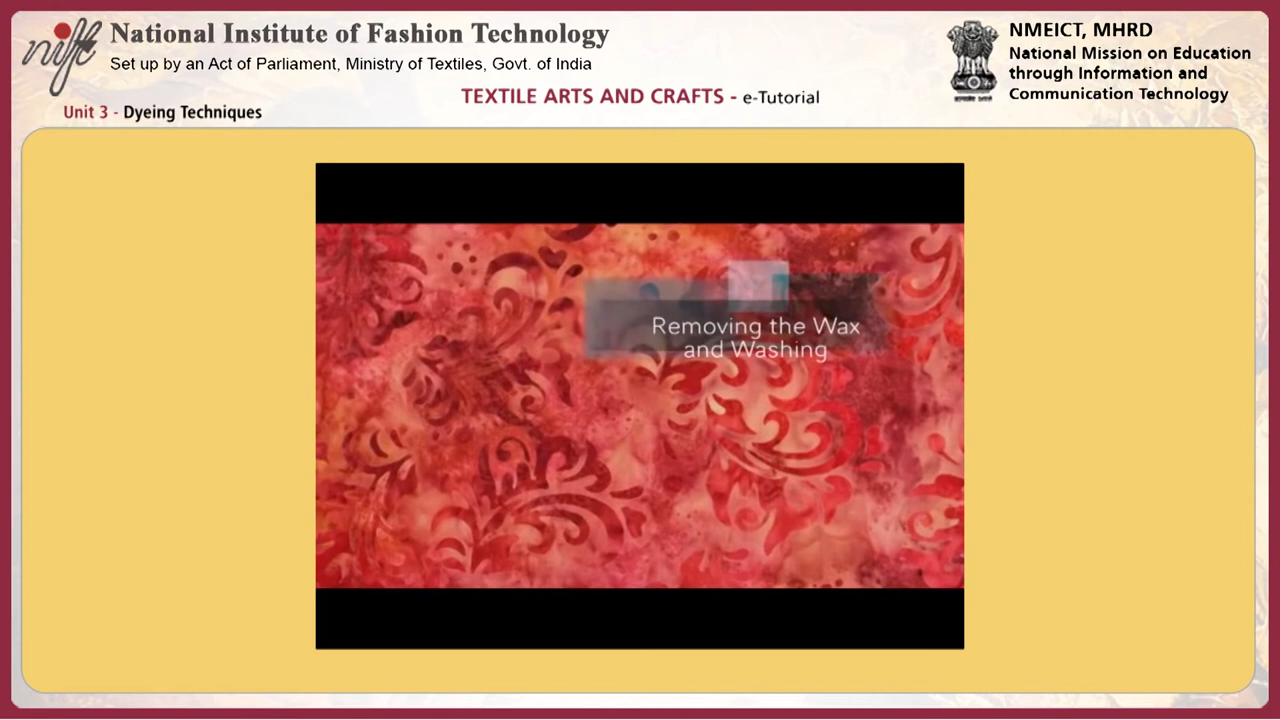 nift
National Institute of Fashion Technology
Set up by an Act of Parliament, Ministry of Textiles, Govt. of India
NMEICT, MHRD
National Mission on Education
through Information and
Communication Technology
TEXTILE ARTS AND CRAFTS - e-Tutorial
Unit 3 - Dyeing Techniques
Removing the Wax
and Washing